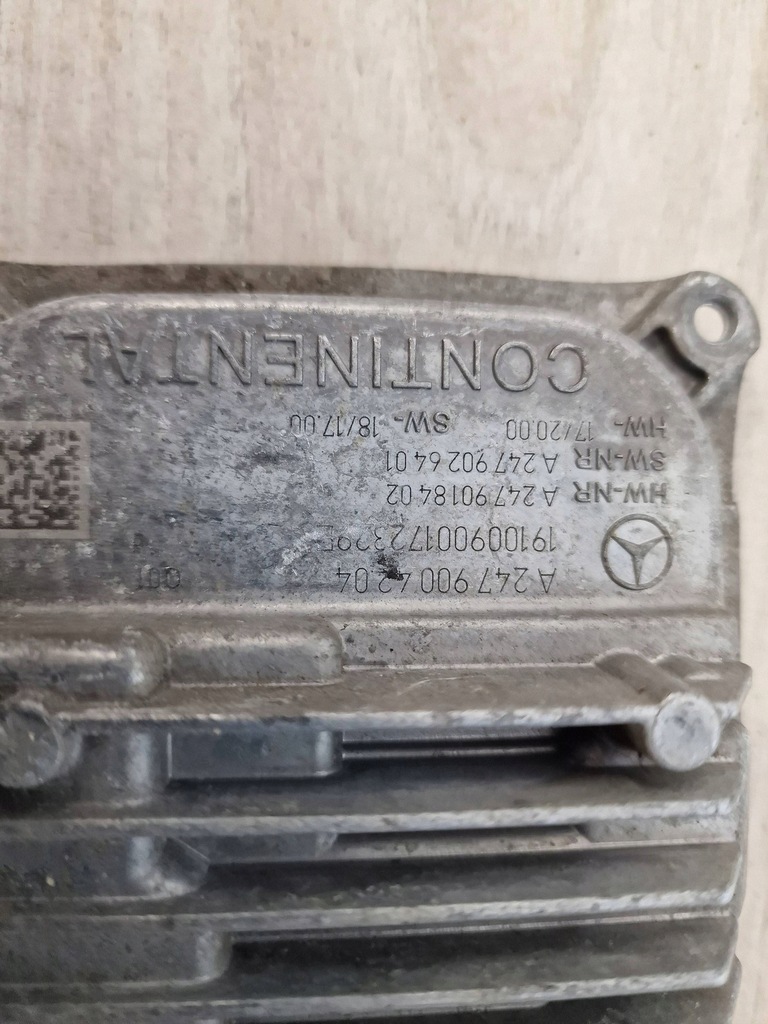 A 247 900 42 04
HW-NR A 247 901 84 02
SW-NR A 247 902 64 01
HW- 17/20.00 SW- 18/17.00
CONTINENTAL